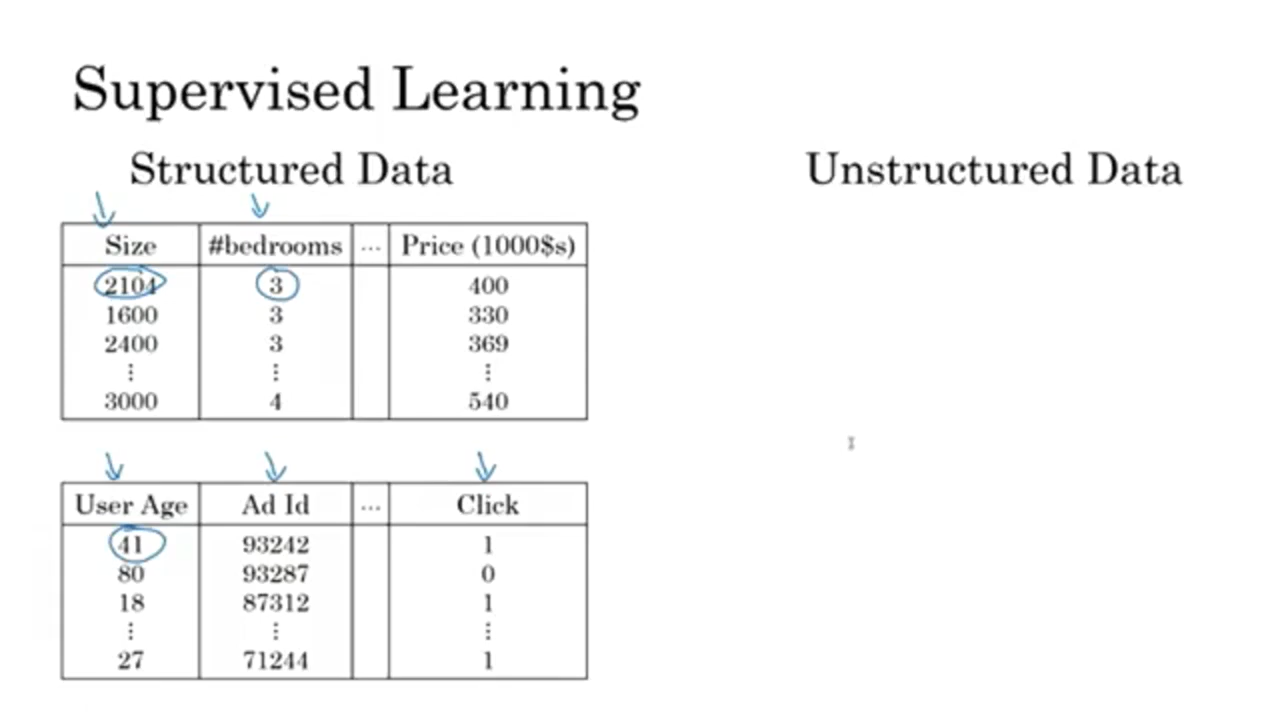 Supervised Learning
Structured Data
Unstructured Data
Size #bedrooms ... Price (1000$s)
2104 3 400
1600 3 330
2400 3 369
⋮ ⋮ ⋮
3000 4 540
User Age Ad Id ... Click
41 93242 1
80 93287 0
18 87312 1
⋮ ⋮ ⋮
27 71244 1